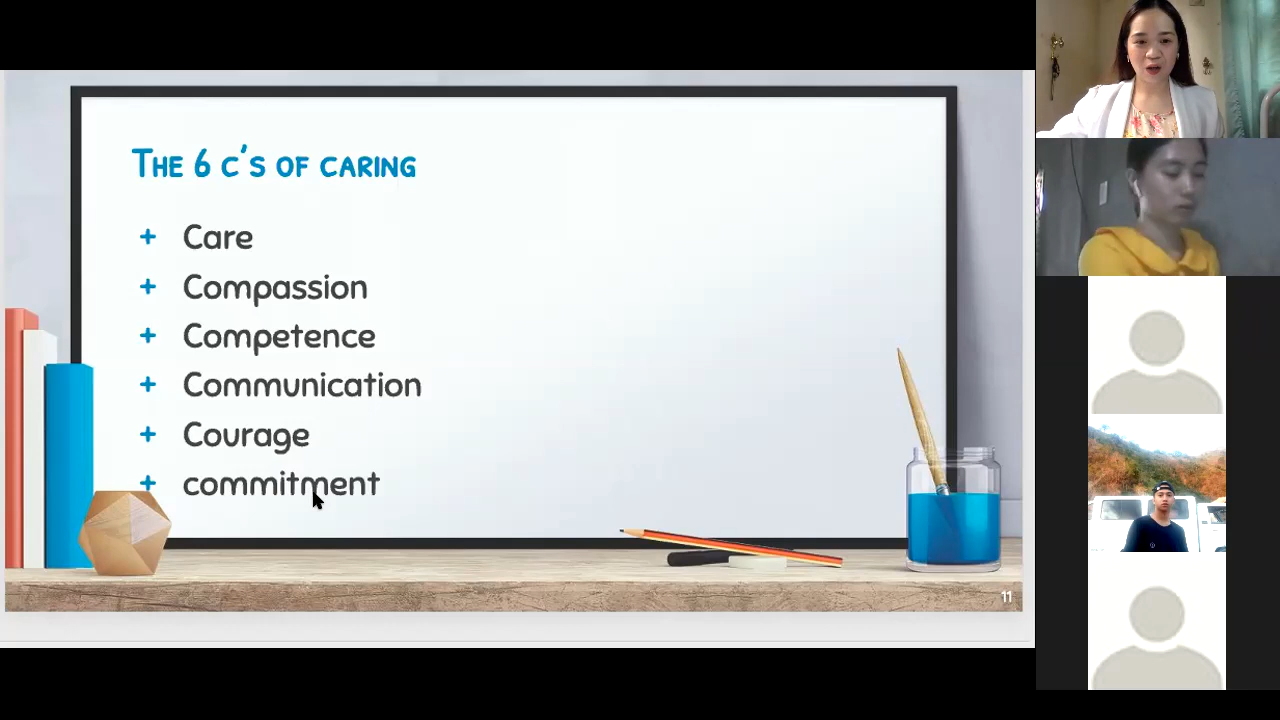 THE 6 C'S OF CARING
+ Care
+ Compassion
+ Competence
+ Communication
+ Courage
+ commitment
11